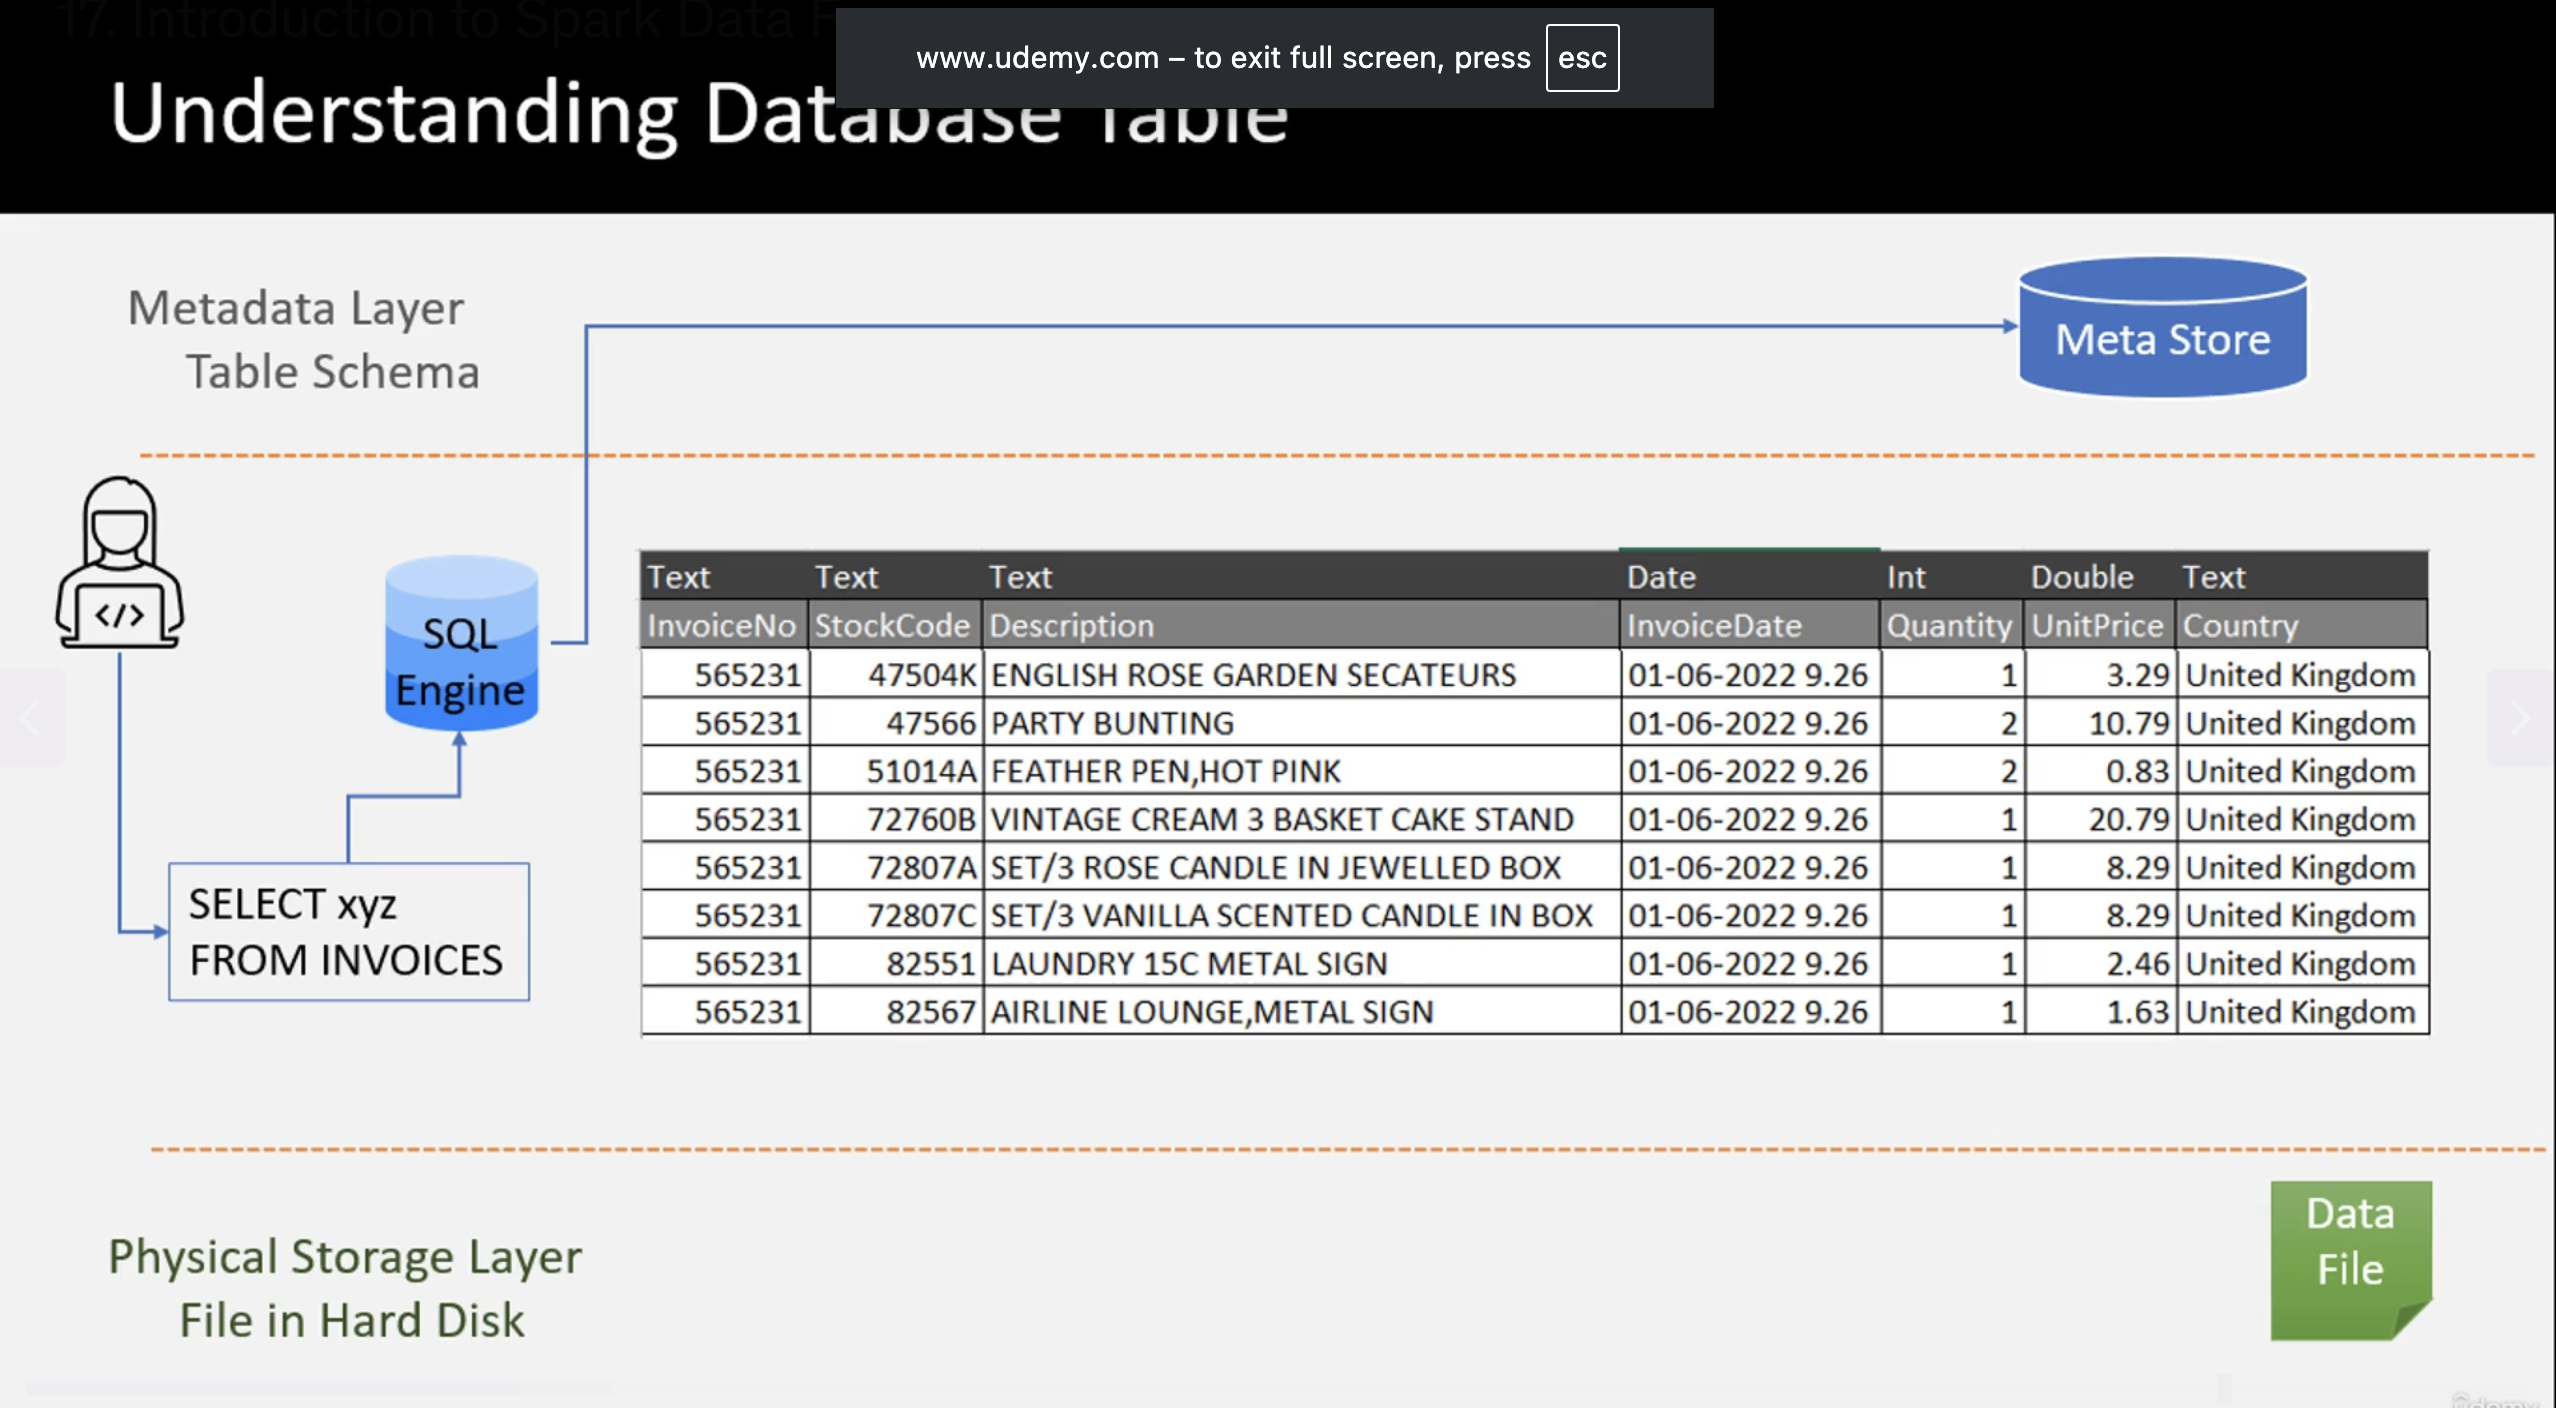 17. Introduction to Spark Data F
www.udemy.com – to exit full screen, press esc
Understanding Database Table
Metadata Layer
Table Schema
Meta Store
</>
SQL
Engine
SELECT xyz
FROM INVOICES
Text Text Text Date Int Double Text
InvoiceNo StockCode Description InvoiceDate Quantity UnitPrice Country
565231 47504K ENGLISH ROSE GARDEN SECATEURS 01-06-2022 9.26 1 3.29 United Kingdom
565231 47566 PARTY BUNTING 01-06-2022 9.26 2 10.79 United Kingdom
565231 51014A FEATHER PEN,HOT PINK 01-06-2022 9.26 2 0.83 United Kingdom
565231 72760B VINTAGE CREAM 3 BASKET CAKE STAND 01-06-2022 9.26 1 20.79 United Kingdom
565231 72807A SET/3 ROSE CANDLE IN JEWELLED BOX 01-06-2022 9.26 1 8.29 United Kingdom
565231 72807C SET/3 VANILLA SCENTED CANDLE IN BOX 01-06-2022 9.26 1 8.29 United Kingdom
565231 82551 LAUNDRY 15C METAL SIGN 01-06-2022 9.26 1 2.46 United Kingdom
565231 82567 AIRLINE LOUNGE,METAL SIGN 01-06-2022 9.26 1 1.63 United Kingdom
Physical Storage Layer
File in Hard Disk
Data
File